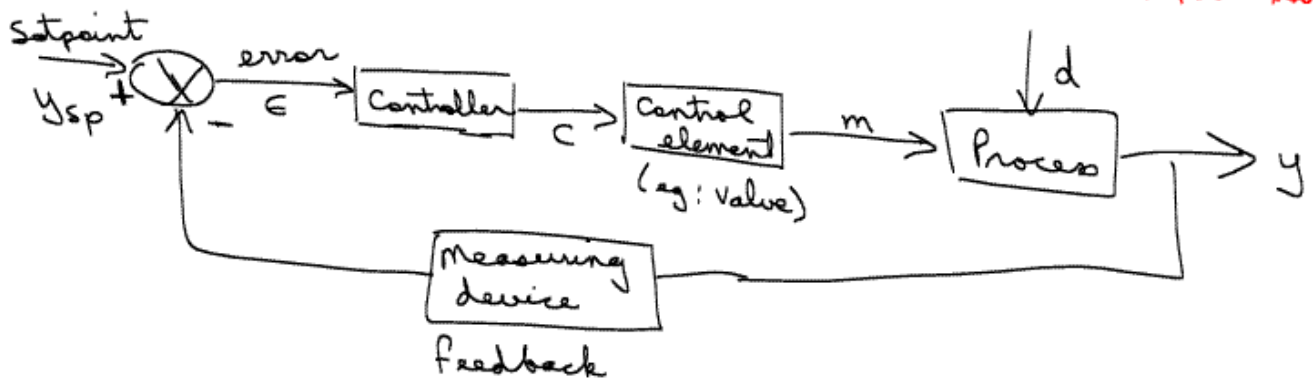 Setpoint
ysp
+
-
error
ϵ
Controller
C
Control
element
(eg: valve)
m
d
Process
y
Measuring
device
feedback